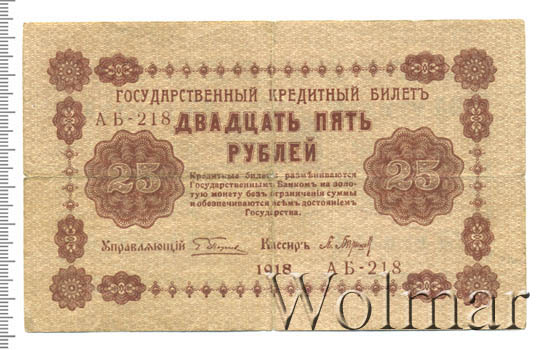 ГОСУДАРСТВЕННЫЙ КРЕДИТНЫЙ БИЛЕТЪ
АБ-218
ДВАДЦАТЬ ПЯТЬ
РУБЛЕЙ
25
25
Кредитные билеты размѣниваются
Государственнымъ Банкомъ на золо-
тую монету безъ ограниченія суммы
и обезпечиваются всѣмъ достояніемъ
Государства.
Управляющій
Кассиръ
1918
АБ-218
Wolmar